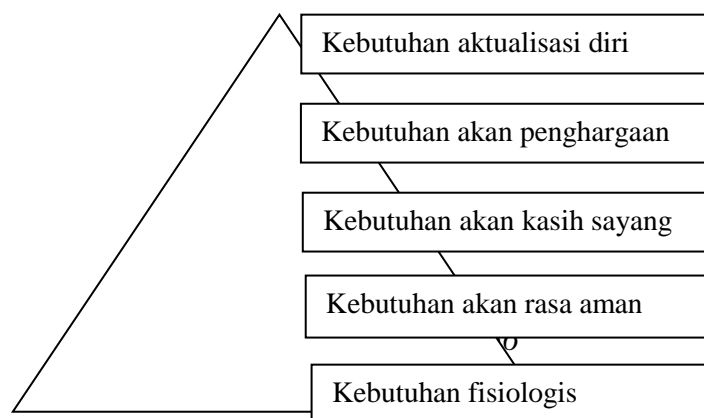 Kebutuhan aktualisasi diri
Kebutuhan akan penghargaan
Kebutuhan akan kasih sayang
Kebutuhan akan rasa aman
Kebutuhan fisiologis